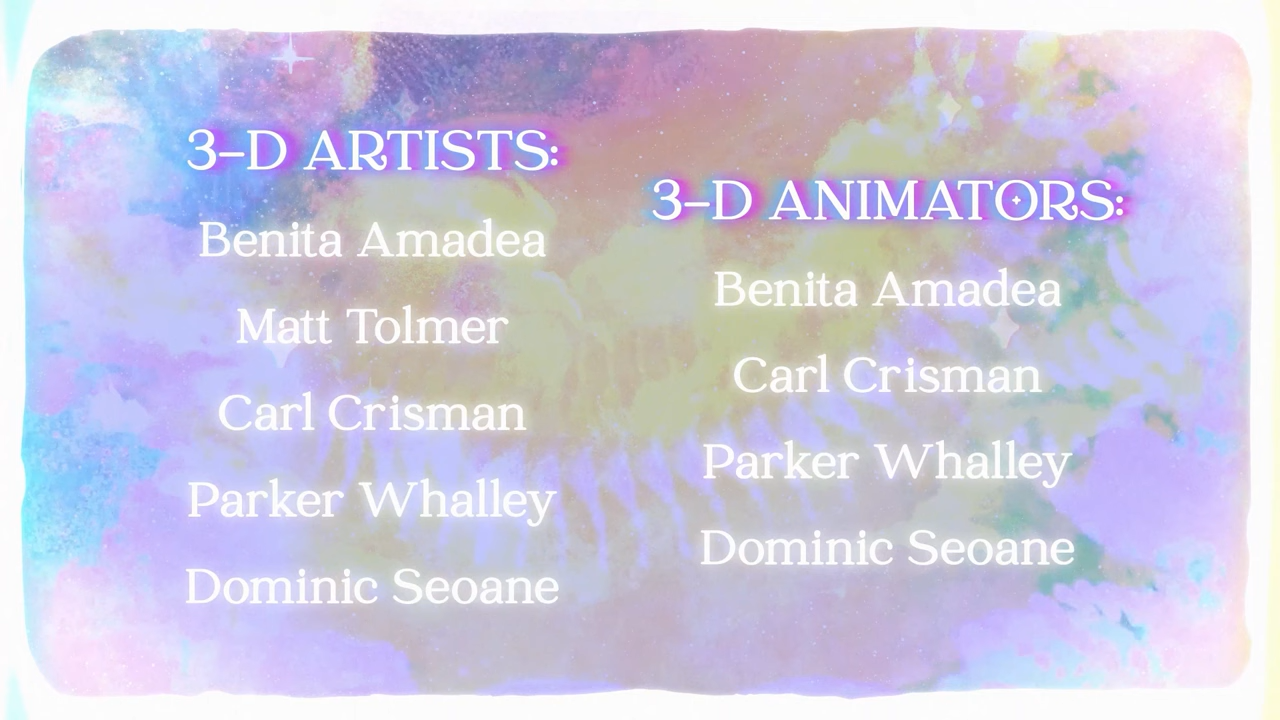 3-D ARTISTS:
Benita Amadea
Matt Tolmer
Carl Crisman
Parker Whalley
Dominic Seoane
3-D ANIMATORS:
Benita Amadea
Carl Crisman
Parker Whalley
Dominic Seoane